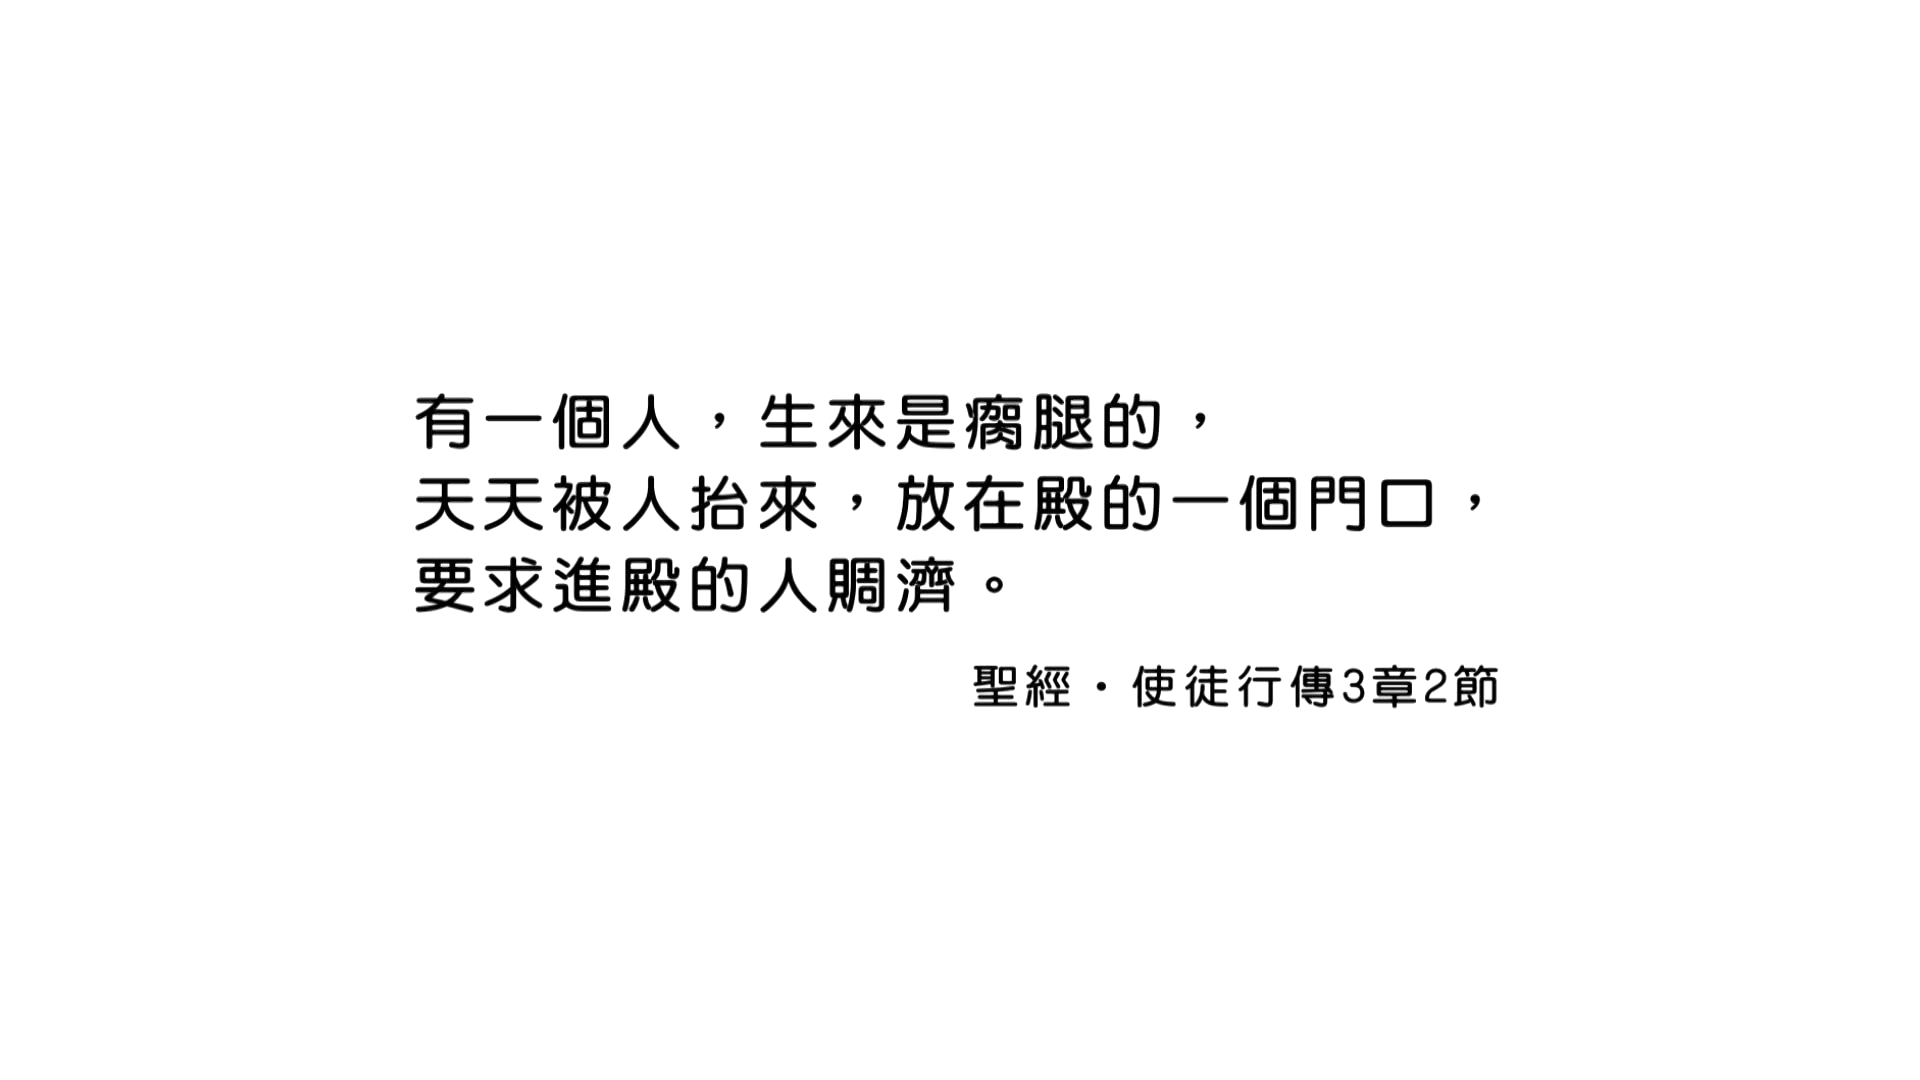 有一個人，生來是瘸腿的，
天天被人抬來，放在殿的一個門口，
要求進殿的人賙濟。
聖經．使徒行傳3章2節